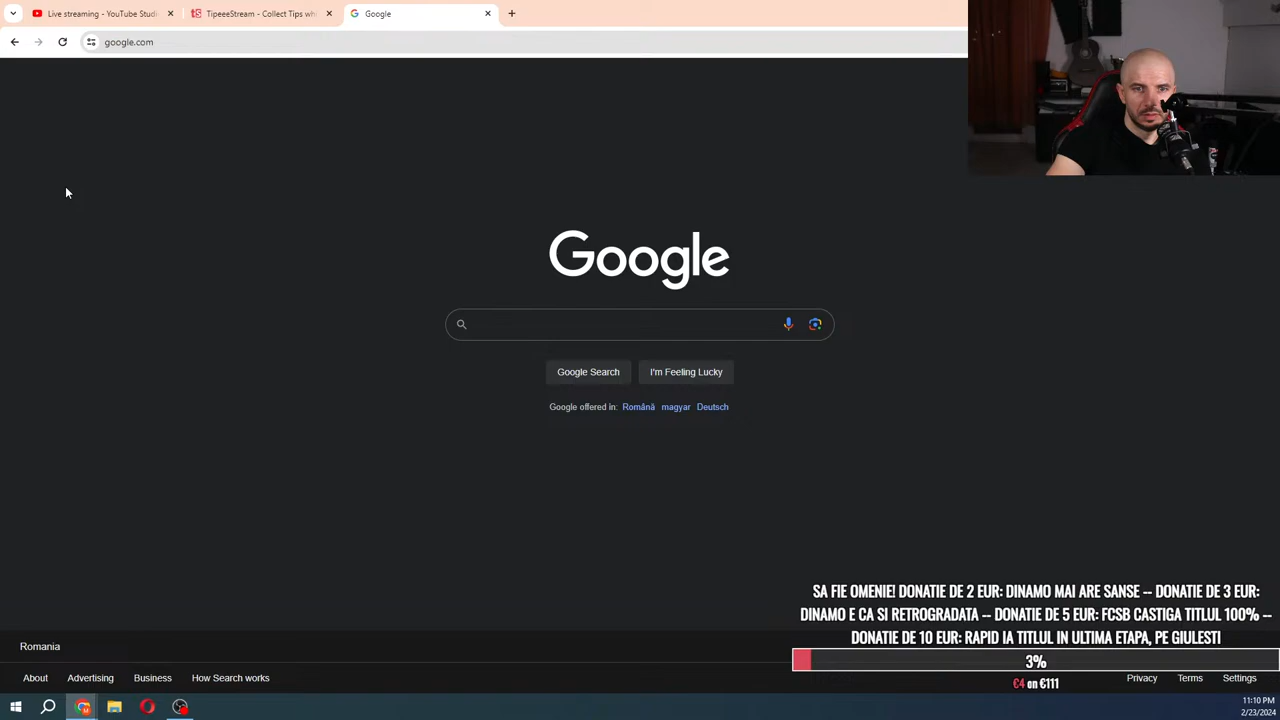 Live streaming - YouTube Studi
TipeeeStream - Collect Tips wh
Google
google.com
Google
Google Search
I'm Feeling Lucky
Google offered in: Română magyar Deutsch
SA FIE OMENIE! DONATIE DE 2 EUR: DINAMO MAI ARE SANSE -- DONATIE DE 3 EUR:
DINAMO E CA SI RETROGRADATA -- DONATIE DE 5 EUR: FCSB CASTIGA TITLUL 100% --
DONATIE DE 10 EUR: RAPID IA TITLUL IN ULTIMA ETAPA, PE GIULESTI
Romania
3%
About Advertising Business How Search works
€4 on €111
Privacy Terms Settings
11:10 PM
2/23/2024